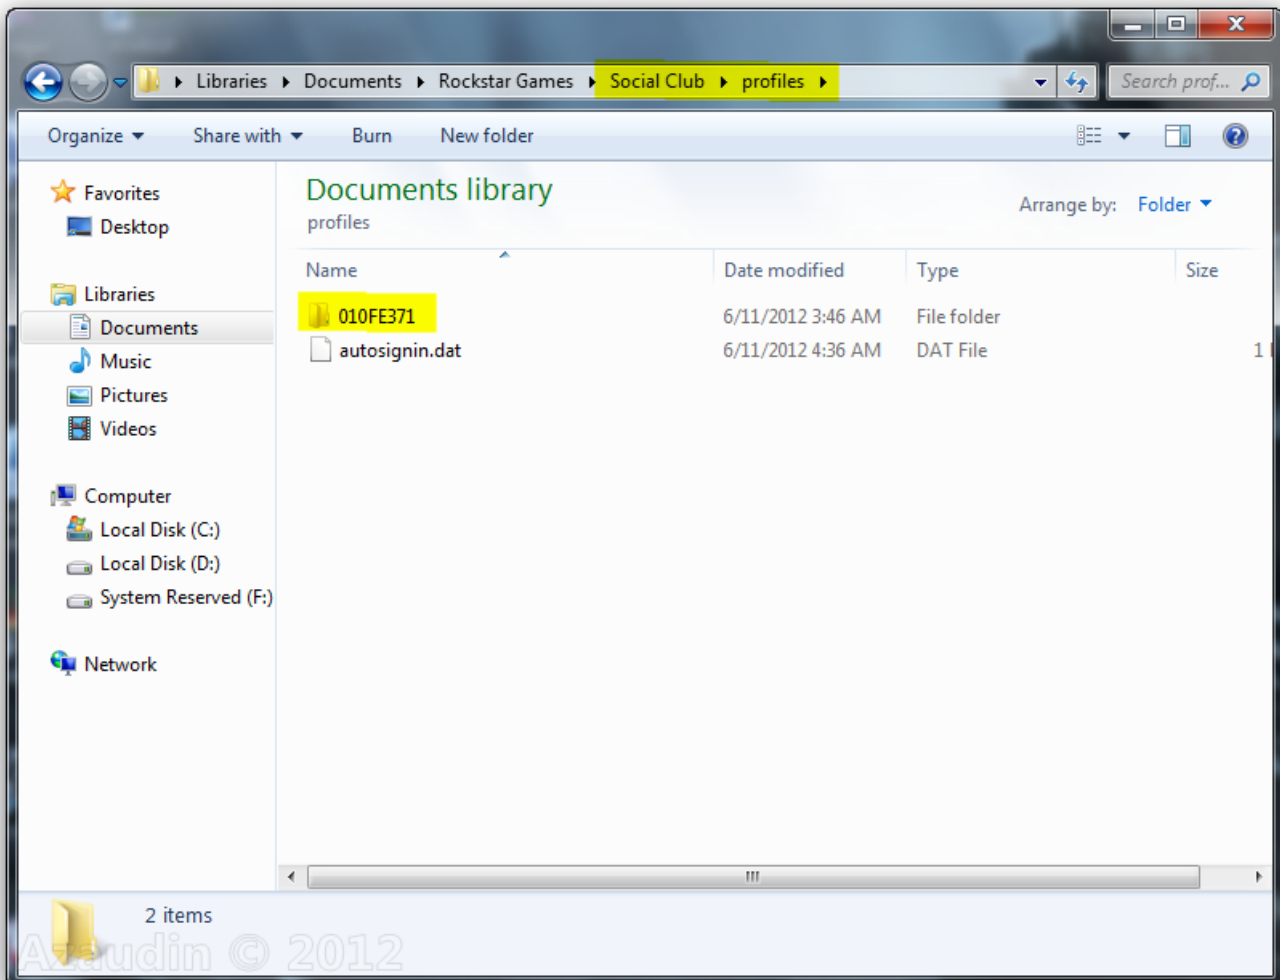 Libraries Documents Rockstar Games Social Club profiles Search prof...
Organize Share with Burn New folder
Favorites
Desktop
Libraries
Documents
Music
Pictures
Videos
Computer
Local Disk (C:)
Local Disk (D:)
System Reserved (F:)
Network
Documents library
profiles
Arrange by: Folder
Name Date modified Type Size
010FE371 6/11/2012 3:46 AM File folder
autosignin.dat 6/11/2012 4:36 AM DAT File 1
2 items
Azaudin © 2012